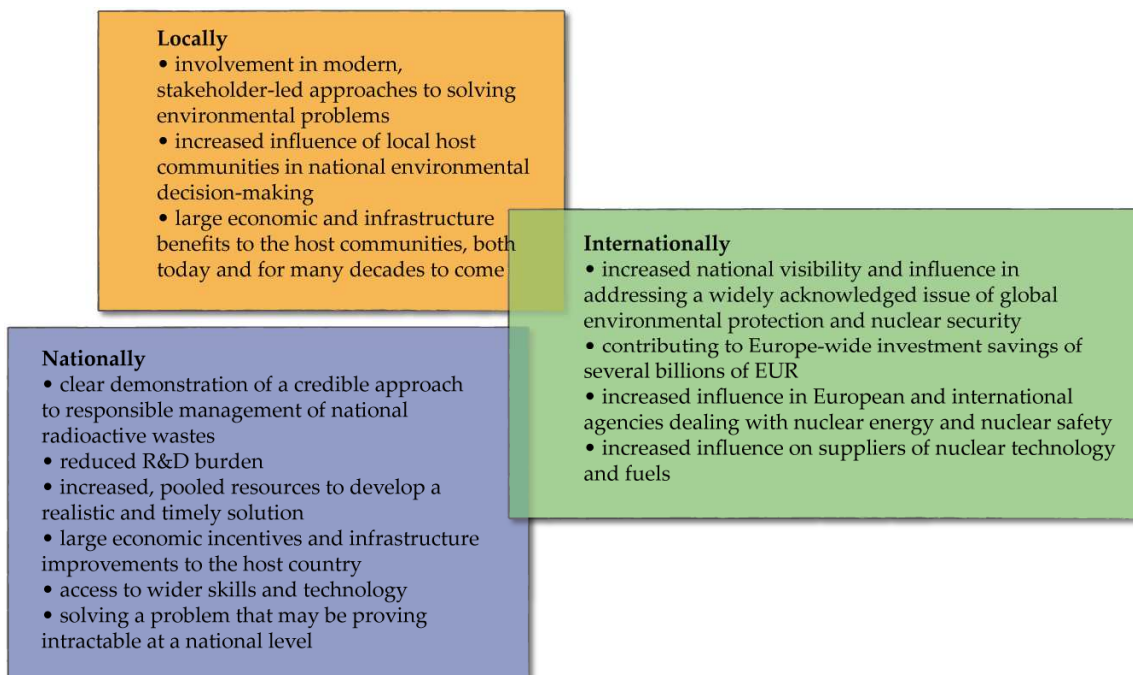 Locally
• involvement in modern,
stakeholder-led approaches to solving
environmental problems
• increased influence of local host
communities in national environmental
decision-making
• large economic and infrastructure
benefits to the host communities, both
today and for many decades to come
Internationally
• increased national visibility and influence in
addressing a widely acknowledged issue of global
environmental protection and nuclear security
• contributing to Europe-wide investment savings of
several billions of EUR
• increased influence in European and international
agencies dealing with nuclear energy and nuclear safety
• increased influence on suppliers of nuclear technology
and fuels
Nationally
• clear demonstration of a credible approach
to responsible management of national
radioactive wastes
• reduced R&D burden
• increased, pooled resources to develop a
realistic and timely solution
• large economic incentives and infrastructure
improvements to the host country
• access to wider skills and technology
• solving a problem that may be proving
intractable at a national level